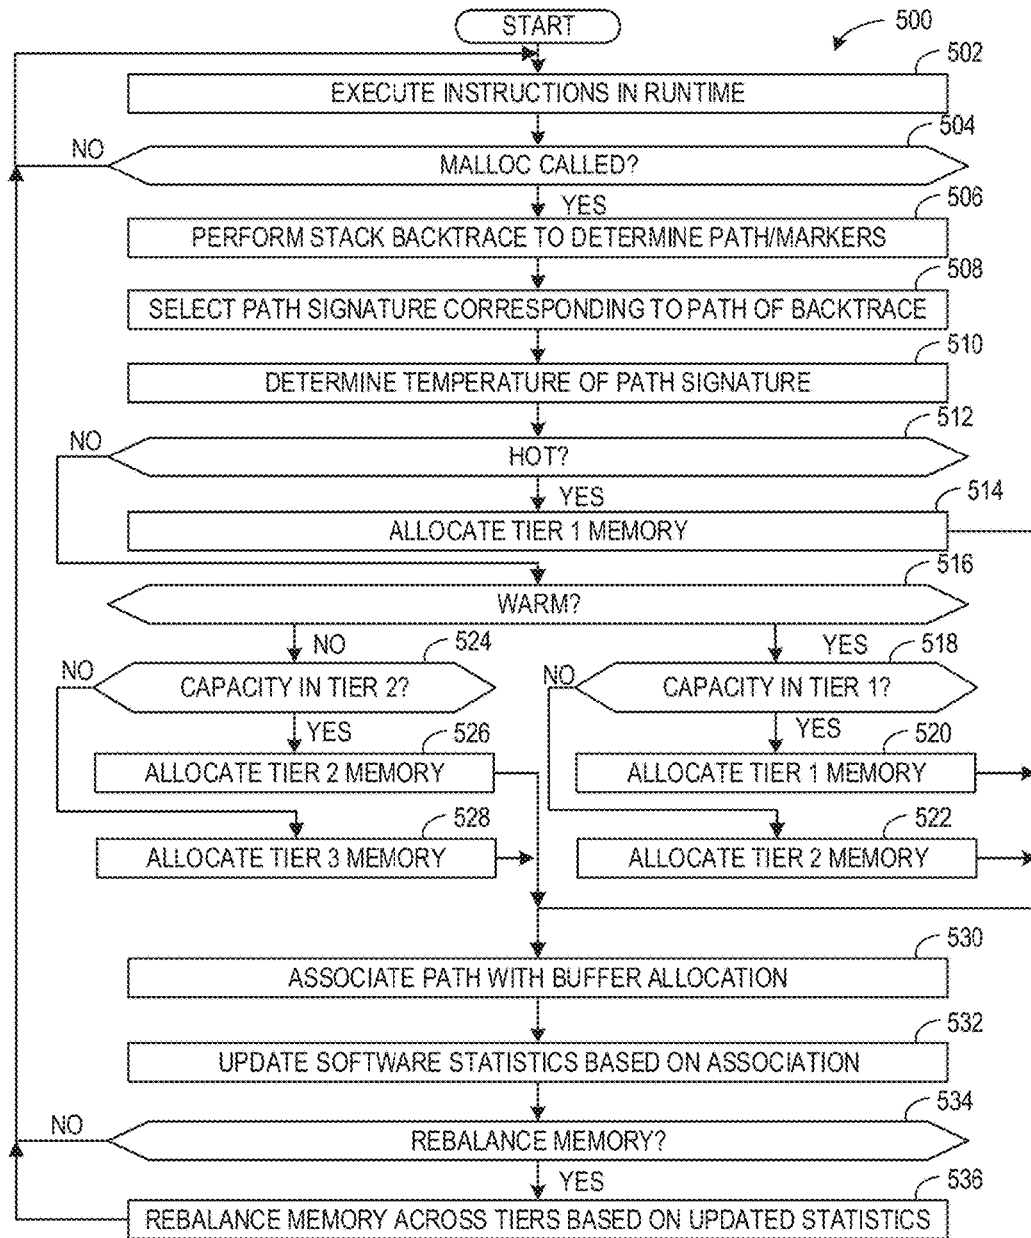 START
500
502
EXECUTE INSTRUCTIONS IN RUNTIME
504
NO
MALLOC CALLED?
YES
506
PERFORM STACK BACKTRACE TO DETERMINE PATH/MARKERS
508
SELECT PATH SIGNATURE CORRESPONDING TO PATH OF BACKTRACE
510
DETERMINE TEMPERATURE OF PATH SIGNATURE
512
NO
HOT?
YES
514
ALLOCATE TIER 1 MEMORY
516
WARM?
NO
524
YES
518
NO
CAPACITY IN TIER 2?
NO
CAPACITY IN TIER 1?
YES
526
YES
520
ALLOCATE TIER 2 MEMORY
ALLOCATE TIER 1 MEMORY
528
522
ALLOCATE TIER 3 MEMORY
ALLOCATE TIER 2 MEMORY
530
ASSOCIATE PATH WITH BUFFER ALLOCATION
532
UPDATE SOFTWARE STATISTICS BASED ON ASSOCIATION
534
NO
REBALANCE MEMORY?
YES
536
REBALANCE MEMORY ACROSS TIERS BASED ON UPDATED STATISTICS